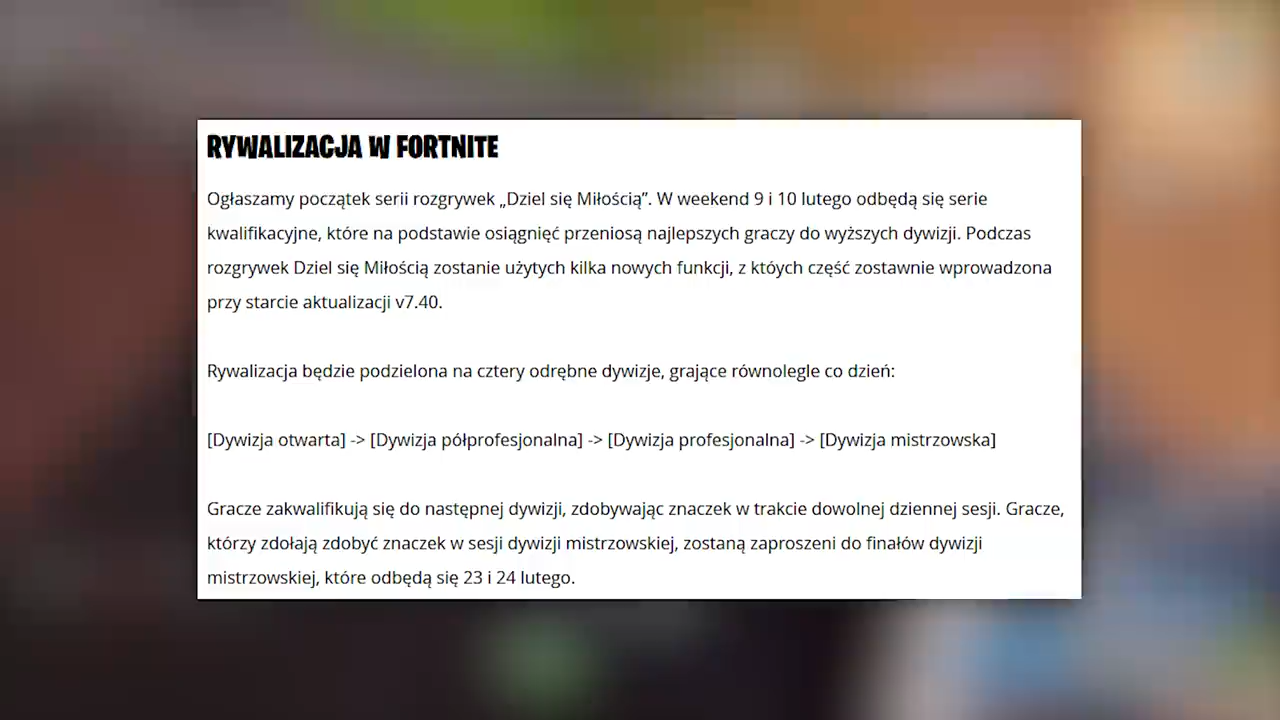 RYWALIZACJA W FORTNITE
Ogłaszamy początek serii rozgrywek „Dziel się Miłością”. W weekend 9 i 10 lutego odbędą się serie
kwalifikacyjne, które na podstawie osiągnięć przeniosą najlepszych graczy do wyższych dywizji. Podczas
rozgrywek Dziel się Miłością zostanie użytych kilka nowych funkcji, z któych część zostawnie wprowadzona
przy starcie aktualizacji v7.40.
Rywalizacja będzie podzielona na cztery odrębne dywizje, grające równolegle co dzień:
[Dywizja otwarta] -> [Dywizja półprofesjonalna] -> [Dywizja profesjonalna] -> [Dywizja mistrzowska]
Gracze zakwalifikują się do następnej dywizji, zdobywając znaczek w trakcie dowolnej dziennej sesji. Gracze,
którzy zdołają zdobyć znaczek w sesji dywizji mistrzowskiej, zostaną zaproszeni do finałów dywizji
mistrzowskiej, które odbędą się 23 i 24 lutego.